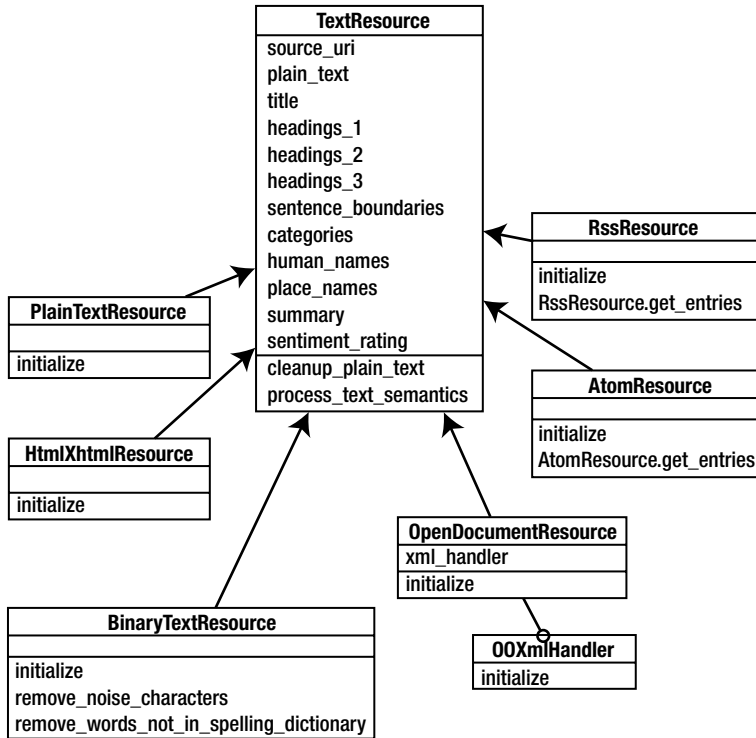 TextResource
source_uri
plain_text
title
headings_1
headings_2
headings_3
sentence_boundaries
categories
human_names
place_names
summary
sentiment_rating
cleanup_plain_text
process_text_semantics
RssResource
initialize
RssResource.get_entries
PlainTextResource
initialize
AtomResource
initialize
AtomResource.get_entries
HtmlXhtmlResource
initialize
OpenDocumentResource
xml_handler
initialize
BinaryTextResource
initialize
remove_noise_characters
remove_words_not_in_spelling_dictionary
OOXmlHandler
initialize